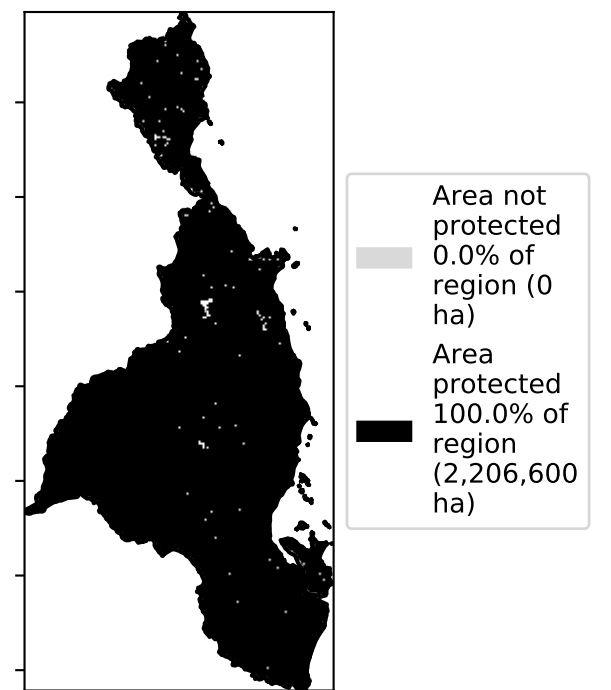 Area not
protected
0.0% of
region (0
ha)
Area
protected
100.0% of
region
(2,206,600
ha)